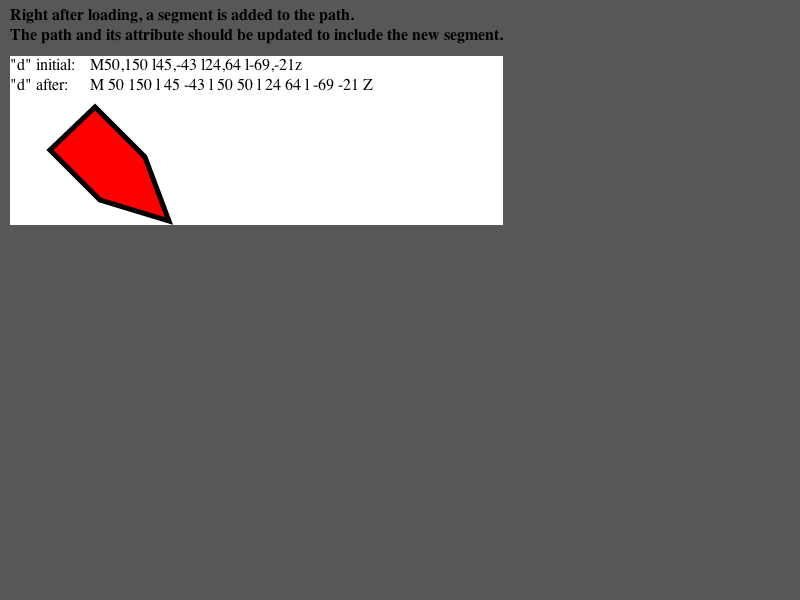 Right after loading, a segment is added to the path.
The path and its attribute should be updated to include the new segment.
"d" initial: M50,150 l45,-43 l24,64 l-69,-21z
"d" after: M 50 150 l 45 -43 l 50 50 l 24 64 l -69 -21 Z